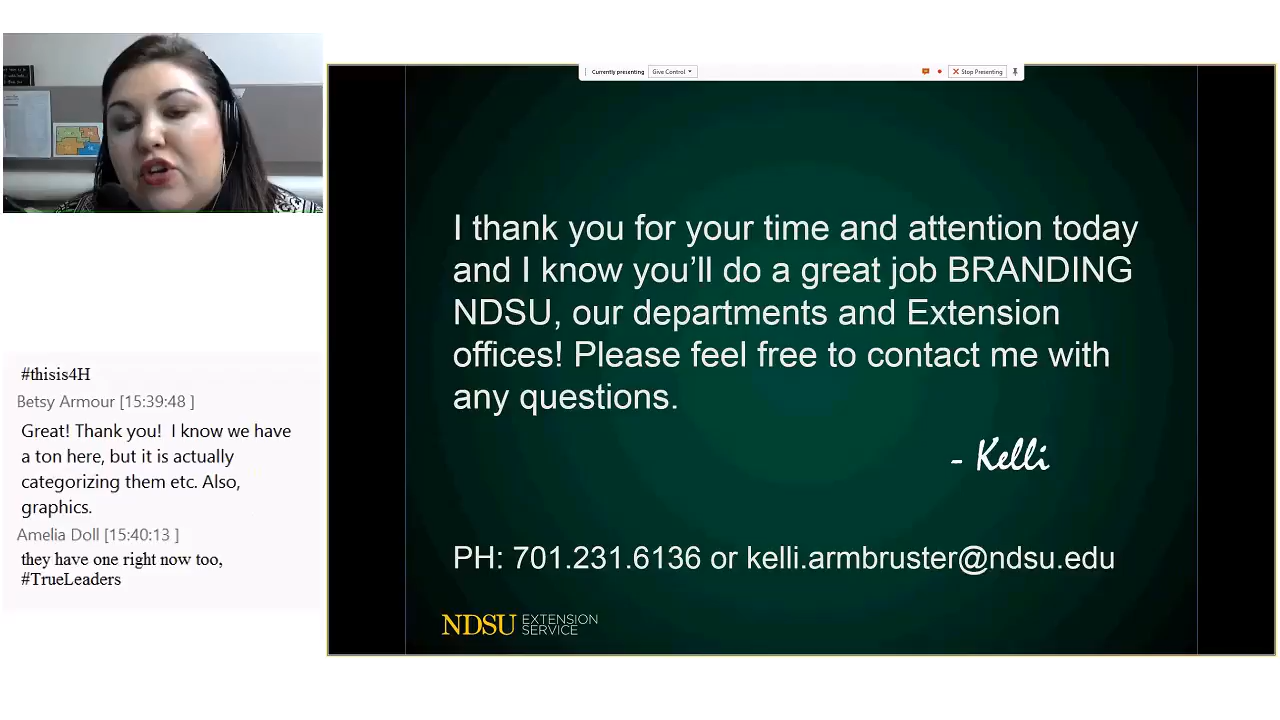 Currently presenting
Give Control
Stop Presenting
I thank you for your time and attention today
and I know you'll do a great job BRANDING
NDSU, our departments and Extension
offices! Please feel free to contact me with
any questions.
- Kelli
PH: 701.231.6136 or kelli.armbruster@ndsu.edu
NDSU EXTENSION
SERVICE
#thisis4H
Betsy Armour [15:39:48 ]
Great! Thank you!  I know we have
a ton here, but it is actually
categorizing them etc. Also,
graphics.
Amelia Doll [15:40:13 ]
they have one right now too,
#TrueLeaders